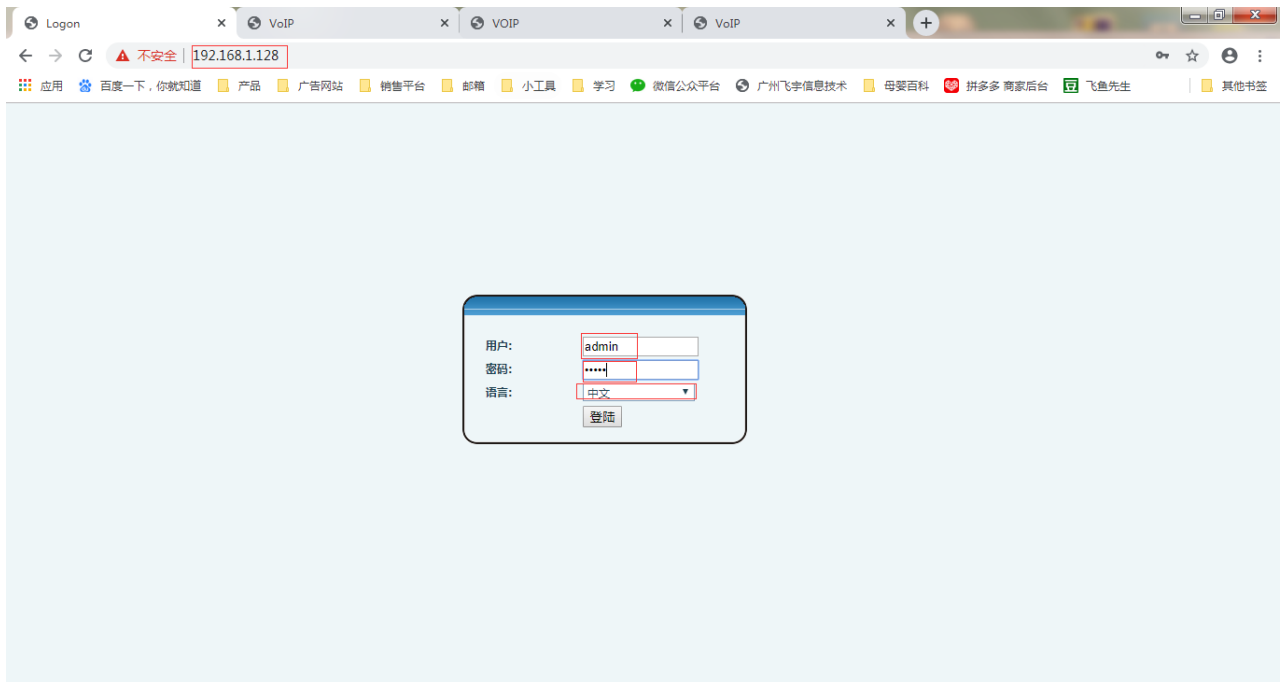 Logon VoIP VOIP VoIP
不安全 192.168.1.128
应用 百度一下,你就知道 产品 广告网站 销售平台 邮箱 小工具 学习 微信公众平台 广州飞宇信息技术 母婴百科 拼多多 商家后台 豆 飞鱼先生 其他书签
用户: admin
密码: •••••
语言: 中文
登陆